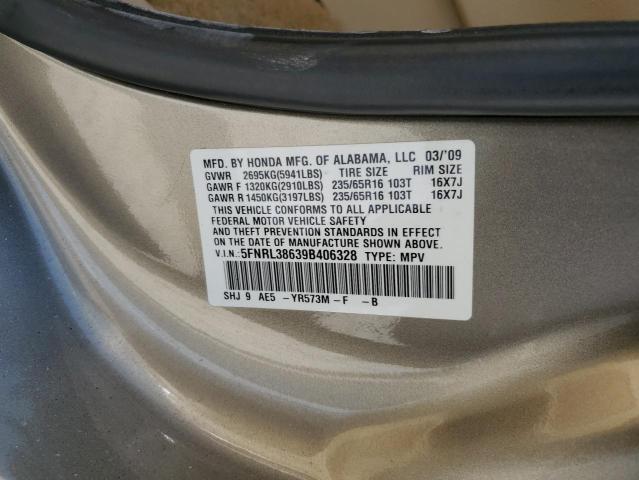 MFD. BY HONDA MFG. OF ALABAMA, LLC 03/'09
GVWR 2695KG(5941LBS) TIRE SIZE RIM SIZE
GAWR F 1320KG(2910LBS) 235/65R16 103T 16X7J
GAWR R 1450KG(3197LBS) 235/65R16 103T 16X7J
THIS VEHICLE CONFORMS TO ALL APPLICABLE
FEDERAL MOTOR VEHICLE SAFETY
AND THEFT PREVENTION STANDARDS IN EFFECT
ON THE DATE OF MANUFACTURE SHOWN ABOVE.
V.I.N.: 5FNRL38639B406328 TYPE: MPV
SHJ 9 AE5 -YR573M-F -B